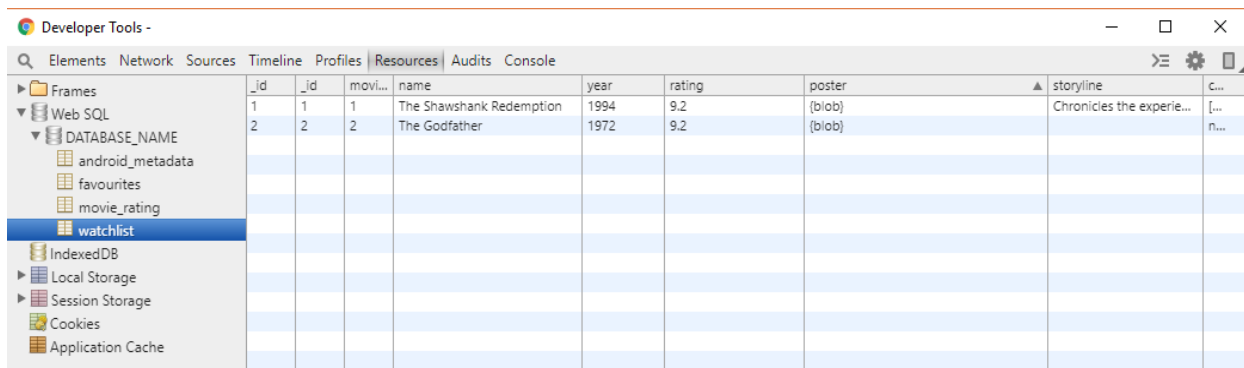 Developer Tools -
Elements Network Sources Timeline Profiles Resources Audits Console
Frames
Web SQL
DATABASE_NAME
android_metadata
favourites
movie_rating
watchlist
IndexedDB
Local Storage
Session Storage
Cookies
Application Cache
_id _id movi... name year rating poster storyline c...
1 1 1 The Shawshank Redemption 1994 9.2 {blob} Chronicles the experie... [...
2 2 2 The Godfather 1972 9.2 {blob} n...